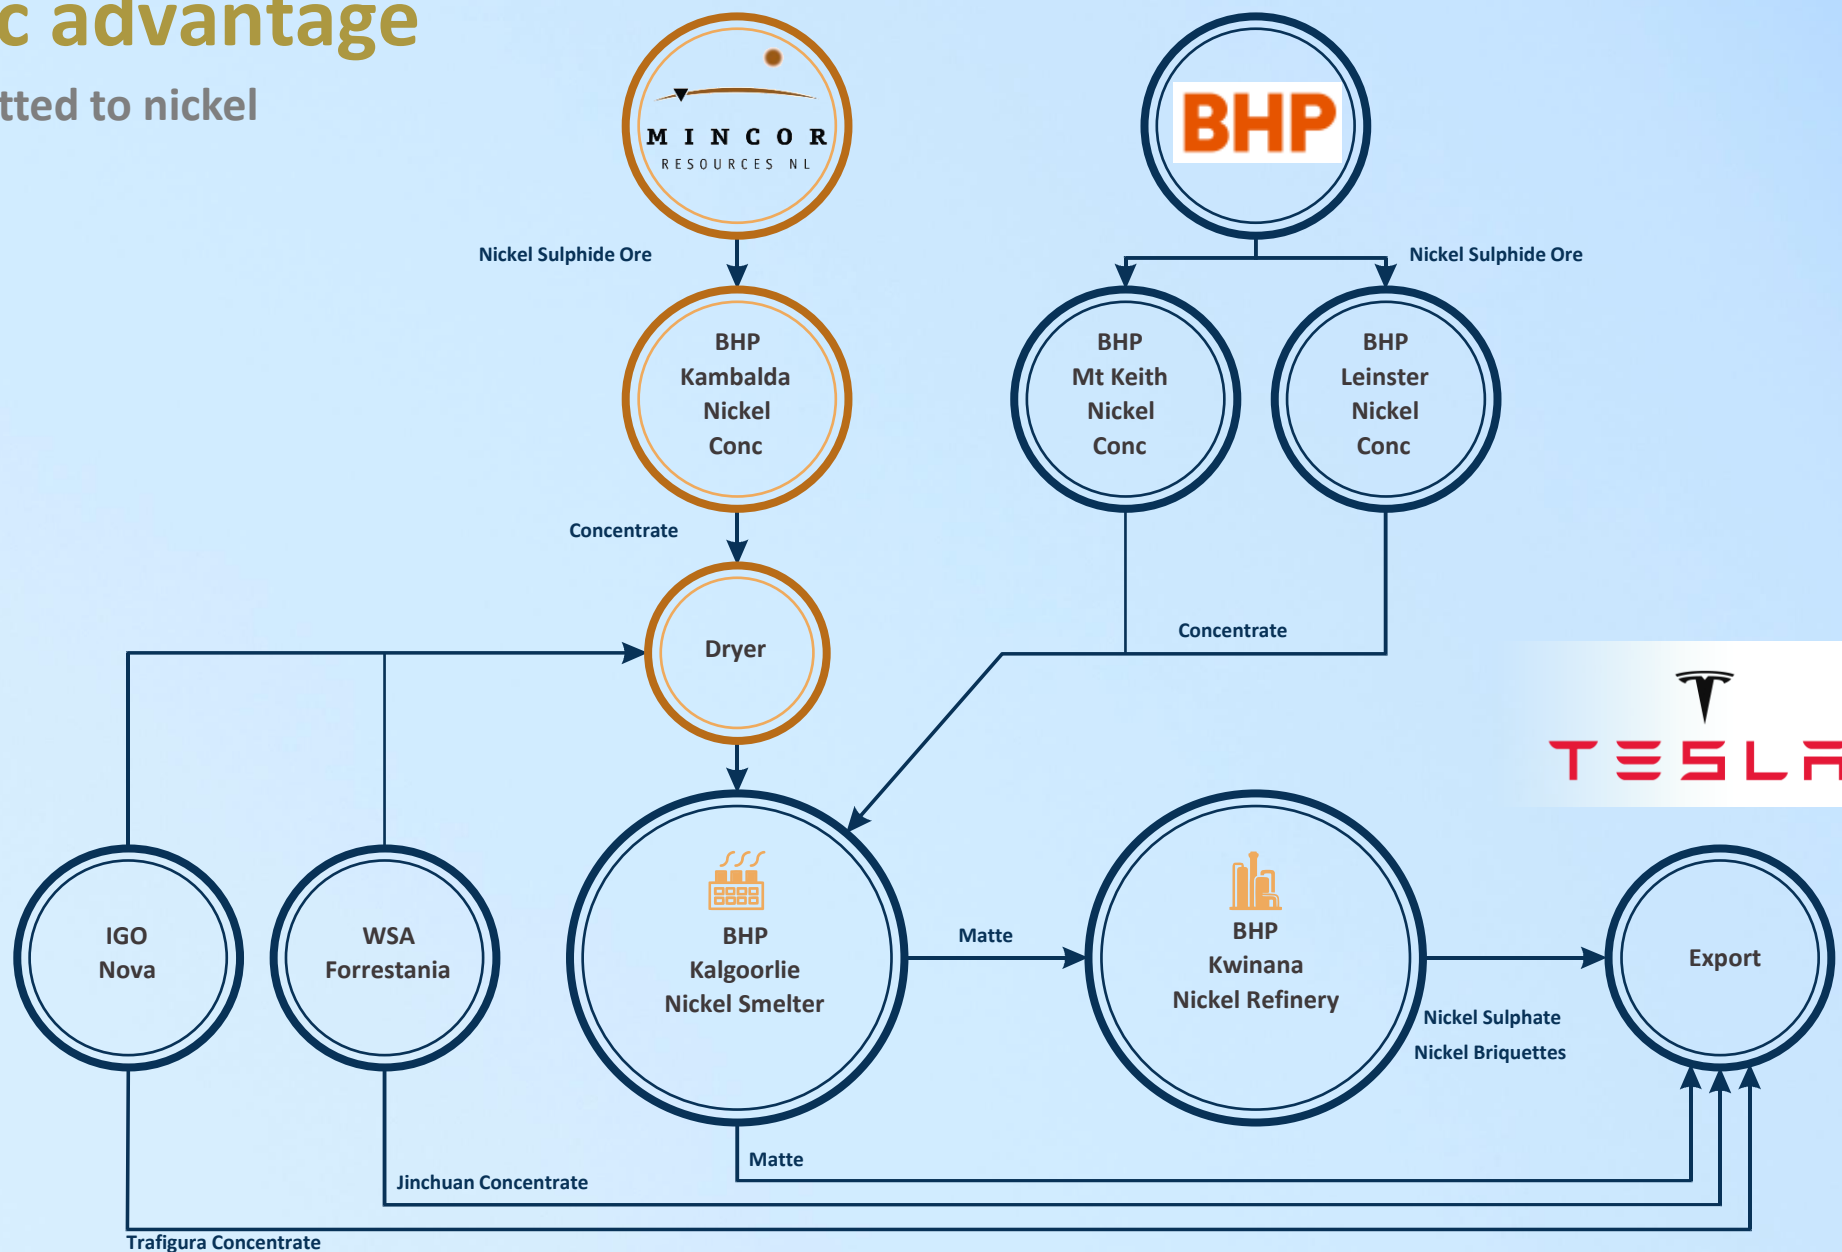 c advantage
tted to nickel
MINCOR
RESOURCES NL
BHP
Nickel Sulphide Ore
Nickel Sulphide Ore
BHP
Kambalda
Nickel
Conc
BHP
Mt Keith
Nickel
Conc
BHP
Leinster
Nickel
Conc
Concentrate
Dryer
Concentrate
TESLA
IGO
Nova
WSA
Forrestania
BHP
Kalgoorlie
Nickel Smelter
Matte
BHP
Kwinana
Nickel Refinery
Export
Nickel Sulphate
Nickel Briquettes
Matte
Jinchuan Concentrate
Trafigura Concentrate